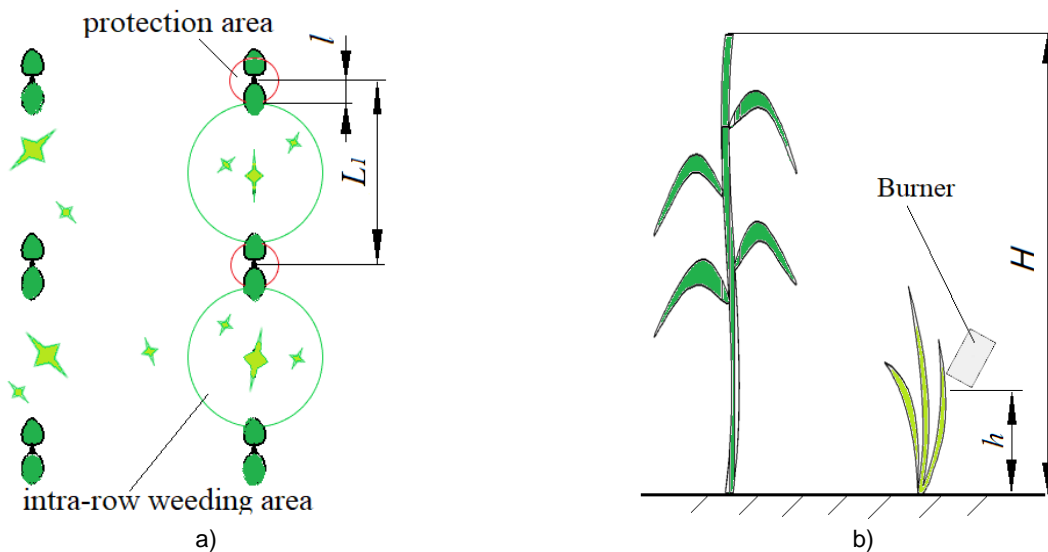 protection area
l
L1
intra-row weeding area
a)
Burner
H
h
b)